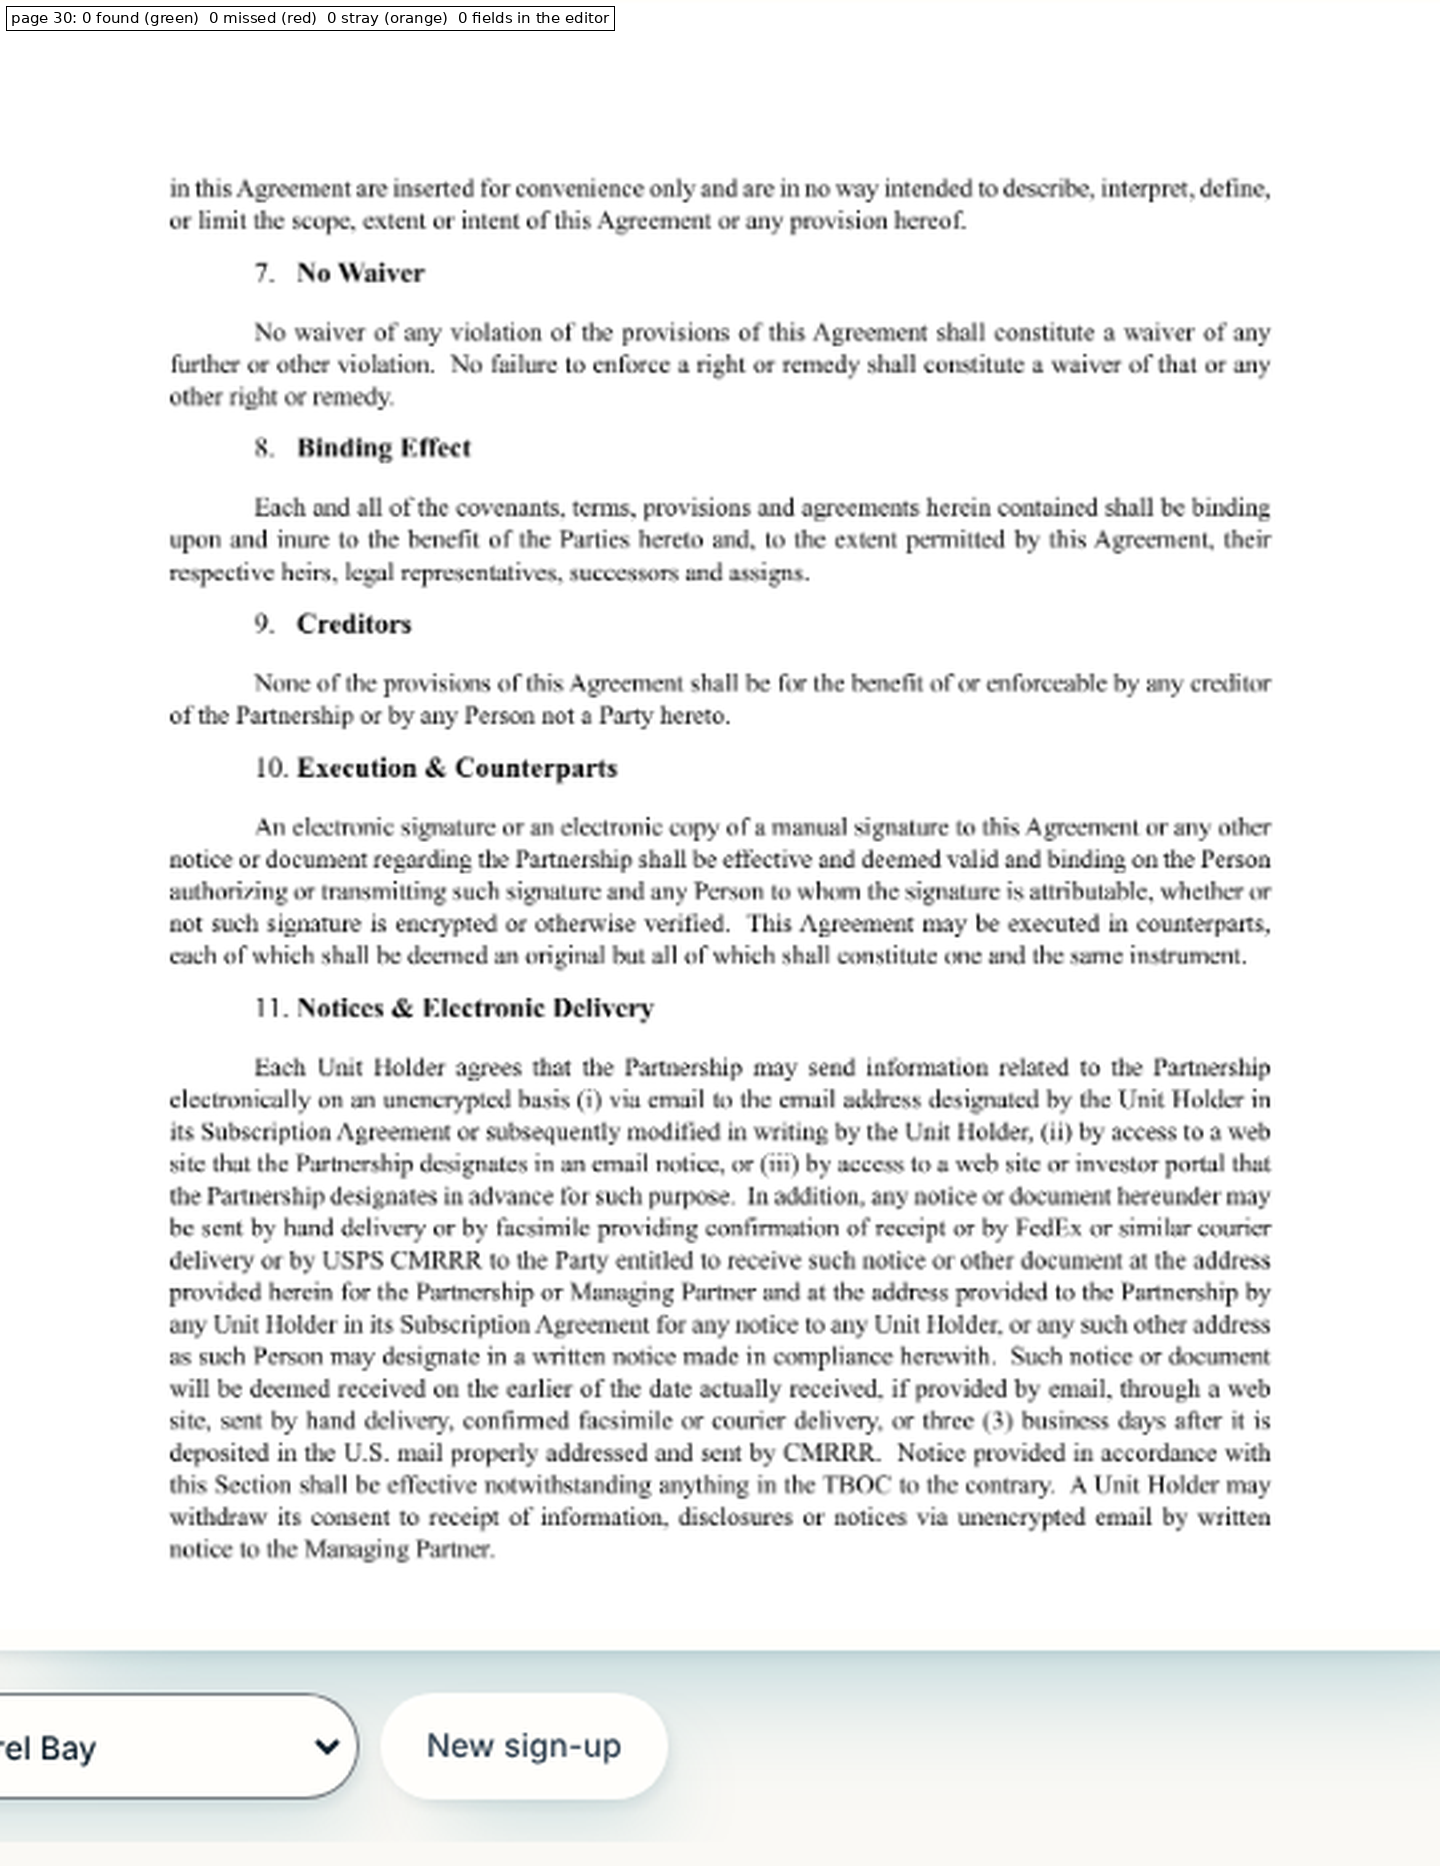 page 30: 0 found (green) 0 missed (red) 0 stray (orange) 0 fields in the editor
in this Agreement are inserted for convenience only and are in no way intended to describe, interpret, define,
or limit the scope, extent or intent of this Agreement or any provision hereof.
7. No Waiver
No waiver of any violation of the provisions of this Agreement shall constitute a waiver of any
further or other violation. No failure to enforce a right or remedy shall constitute a waiver of that or any
other right or remedy.
8. Binding Effect
Each and all of the covenants, terms, provisions and agreements herein contained shall be binding
upon and inure to the benefit of the Parties hereto and, to the extent permitted by this Agreement, their
respective heirs, legal representatives, successors and assigns.
9. Creditors
None of the provisions of this Agreement shall be for the benefit of or enforceable by any creditor
of the Partnership or by any Person not a Party hereto.
10. Execution & Counterparts
An electronic signature or an electronic copy of a manual signature to this Agreement or any other
notice or document regarding the Partnership shall be effective and deemed valid and binding on the Person
authorizing or transmitting such signature and any Person to whom the signature is attributable, whether or
not such signature is encrypted or otherwise verified. This Agreement may be executed in counterparts,
each of which shall be deemed an original but all of which shall constitute one and the same instrument.
11. Notices & Electronic Delivery
Each Unit Holder agrees that the Partnership may send information related to the Partnership
electronically on an unencrypted basis (i) via email to the email address designated by the Unit Holder in
its Subscription Agreement or subsequently modified in writing by the Unit Holder, (ii) by access to a web
site that the Partnership designates in an email notice, or (iii) by access to a web site or investor portal that
the Partnership designates in advance for such purpose. In addition, any notice or document hereunder may
be sent by hand delivery or by facsimile providing confirmation of receipt or by FedEx or similar courier
delivery or by USPS CMRRR to the Party entitled to receive such notice or other document at the address
provided herein for the Partnership or Managing Partner and at the address provided to the Partnership by
any Unit Holder in its Subscription Agreement for any notice to any Unit Holder, or any such other address
as such Person may designate in a written notice made in compliance herewith. Such notice or document
will be deemed received on the earlier of the date actually received, if provided by email, through a web
site, sent by hand delivery, confirmed facsimile or courier delivery, or three (3) business days after it is
deposited in the U.S. mail properly addressed and sent by CMRRR. Notice provided in accordance with
this Section shall be effective notwithstanding anything in the TBOC to the contrary. A Unit Holder may
withdraw its consent to receipt of information, disclosures or notices via unencrypted email by written
notice to the Managing Partner.
rel Bay
New sign-up